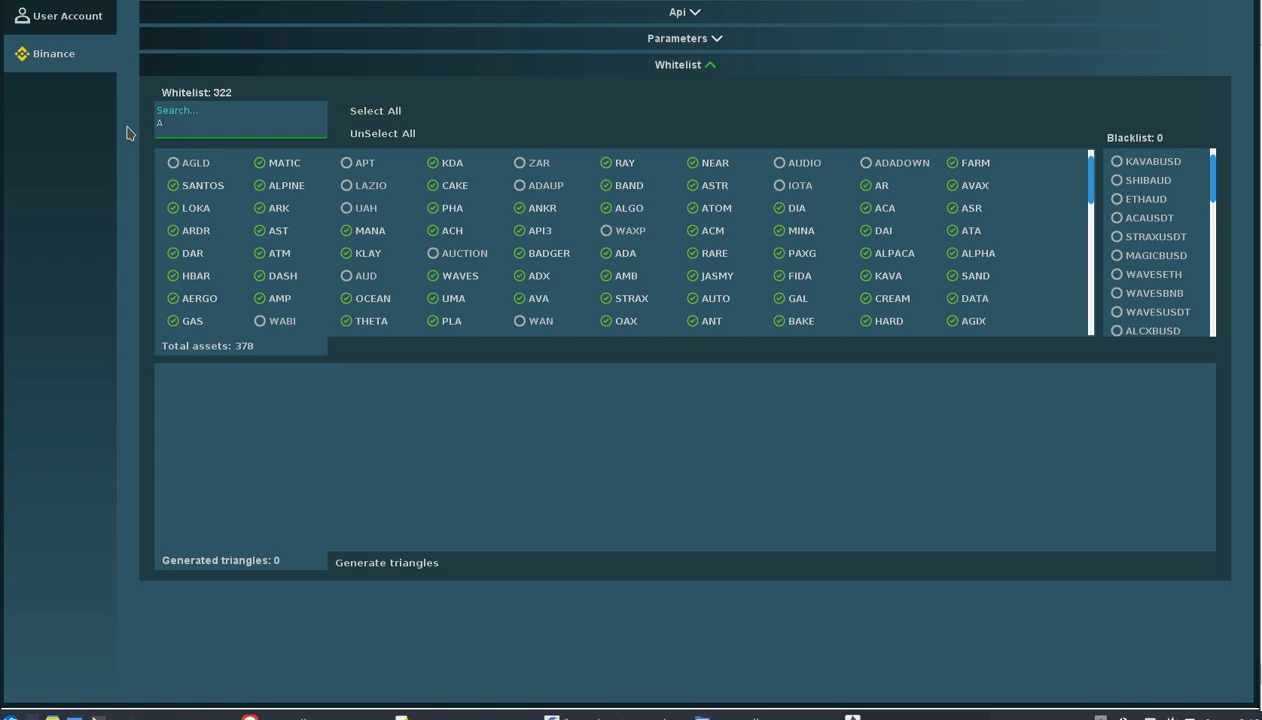 User Account
Binance
Api
Parameters
Whitelist
Whitelist: 322
Search...
A
Select All
UnSelect All
Blacklist: 0
AGLD MATIC APT KDA ZAR RAY NEAR AUDIO ADADOWN FARM
SANTOS ALPINE LAZIO CAKE ADAUP BAND ASTR IOTA AR AVAX
LOKA ARK UAH PHA ANKR ALGO ATOM DIA ACA ASR
ARDR AST MANA ACH API3 WAXP ACM MINA DAI ATA
DAR ATM KLAY AUCTION BADGER ADA RARE PAXG ALPACA ALPHA
HBAR DASH AUD WAVES ADX AMB JASMY FIDA KAVA SAND
AERGO AMP OCEAN UMA AVA STRAX AUTO GAL CREAM DATA
GAS WABI THETA PLA WAN OAX ANT BAKE HARD AGIX
KAVABUSD
SHIBAUD
ETHAUD
ACAUSDT
STRAXUSDT
MAGICBUSD
WAVESETH
WAVESBNB
WAVESUSDT
ALCXBUSD
Total assets: 378
Generated triangles: 0
Generate triangles